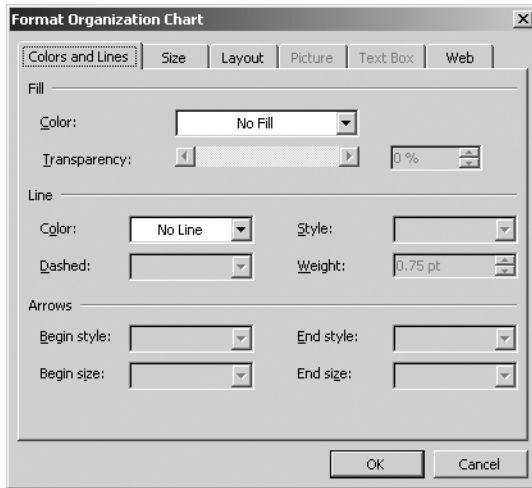 Format Organization Chart
Colors and Lines Size Layout Picture Text Box Web
Fill
Color: No Fill
Transparency: 0 %
Line
Color: No Line Style:
Dashed: Weight: 0.75 pt
Arrows
Begin style: End style:
Begin size: End size:
OK Cancel